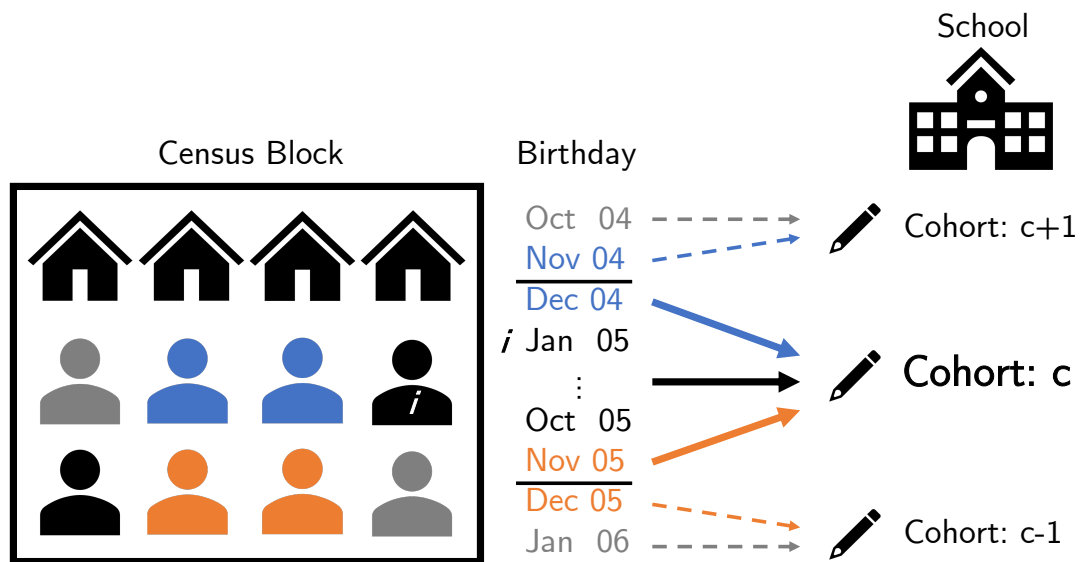 School
Census Block
Birthday
Oct 04
Cohort: c+1
Nov 04
Dec 04
i Jan 05
Cohort: c
⋮
i
Oct 05
Nov 05
Dec 05
Cohort: c-1
Jan 06